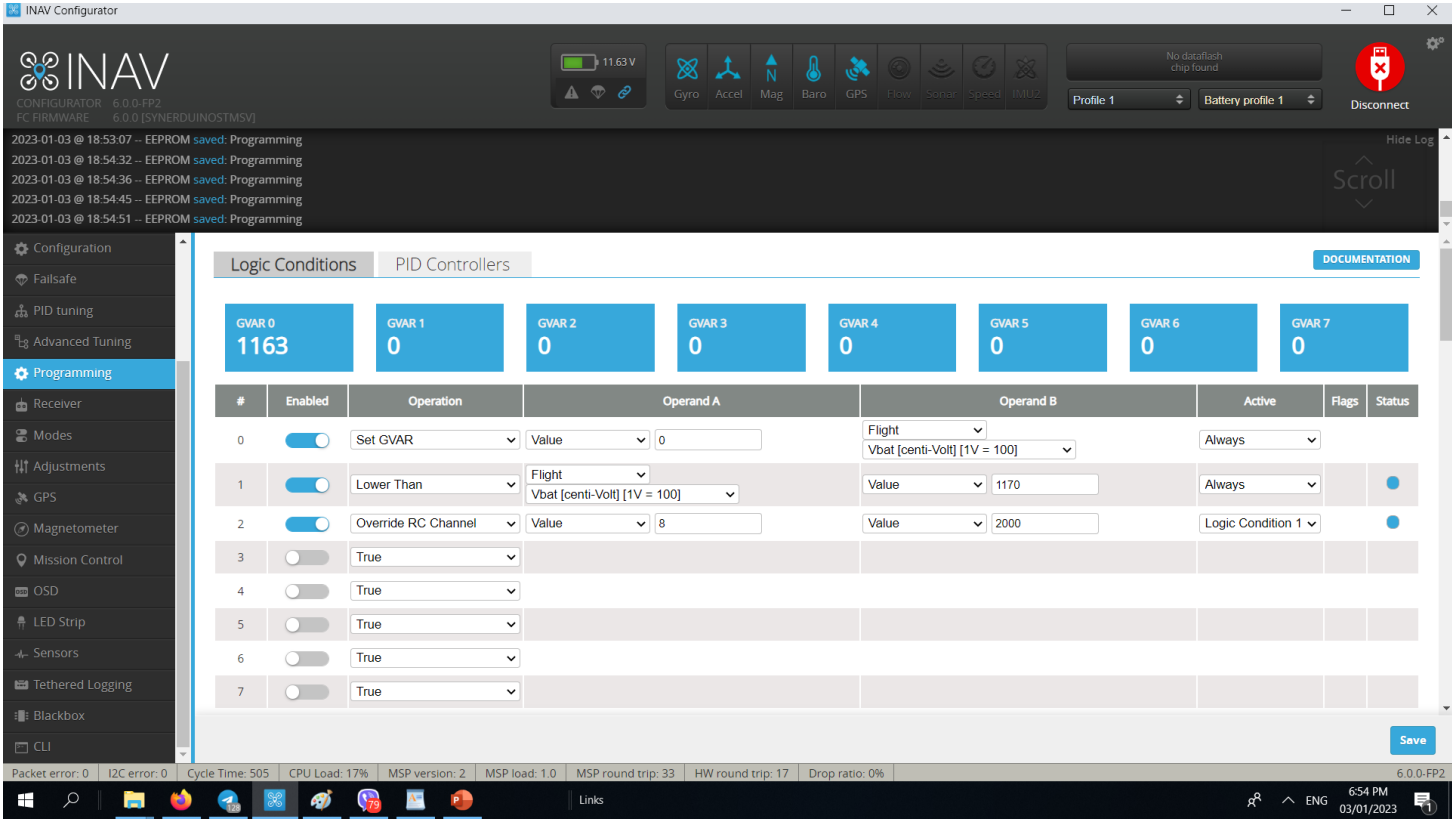 INAV Configurator
INAV
CONFIGURATOR 6.0.0-FP2
FC FIRMWARE 6.0.0 [SYNERDUINOSTMSV]
11.63 V
Gyro Accel Mag Baro GPS Flow Sonar Speed IMU2
No dataflash
chip found
Profile 1 Battery profile 1
Disconnect
2023-01-03 @ 18:53:07 -- EEPROM saved: Programming
2023-01-03 @ 18:54:32 -- EEPROM saved: Programming
2023-01-03 @ 18:54:36 -- EEPROM saved: Programming
2023-01-03 @ 18:54:45 -- EEPROM saved: Programming
2023-01-03 @ 18:54:51 -- EEPROM saved: Programming
Hide Log
Scroll
Configuration
Failsafe
PID tuning
Advanced Tuning
Programming
Receiver
Modes
Adjustments
GPS
Magnetometer
Mission Control
OSD
LED Strip
Sensors
Tethered Logging
Blackbox
CLI
Logic Conditions PID Controllers
DOCUMENTATION
GVAR 0 GVAR 1 GVAR 2 GVAR 3 GVAR 4 GVAR 5 GVAR 6 GVAR 7
1163 0 0 0 0 0 0 0
# Enabled Operation Operand A Operand B Active Flags Status
0 Set GVAR Value 0 Flight Always
Vbat [centi-Volt] [1V = 100]
1 Lower Than Flight Value 1170 Always
Vbat [centi-Volt] [1V = 100]
2 Override RC Channel Value 8 Value 2000 Logic Condition 1
3 True
4 True
5 True
6 True
7 True
Save
Packet error: 0 I2C error: 0 Cycle Time: 505 CPU Load: 17% MSP version: 2 MSP load: 1.0 MSP round trip: 33 HW round trip: 17 Drop ratio: 0% 6.0.0-FP2
128 79 Links ENG 6:54 PM
03/01/2023 1